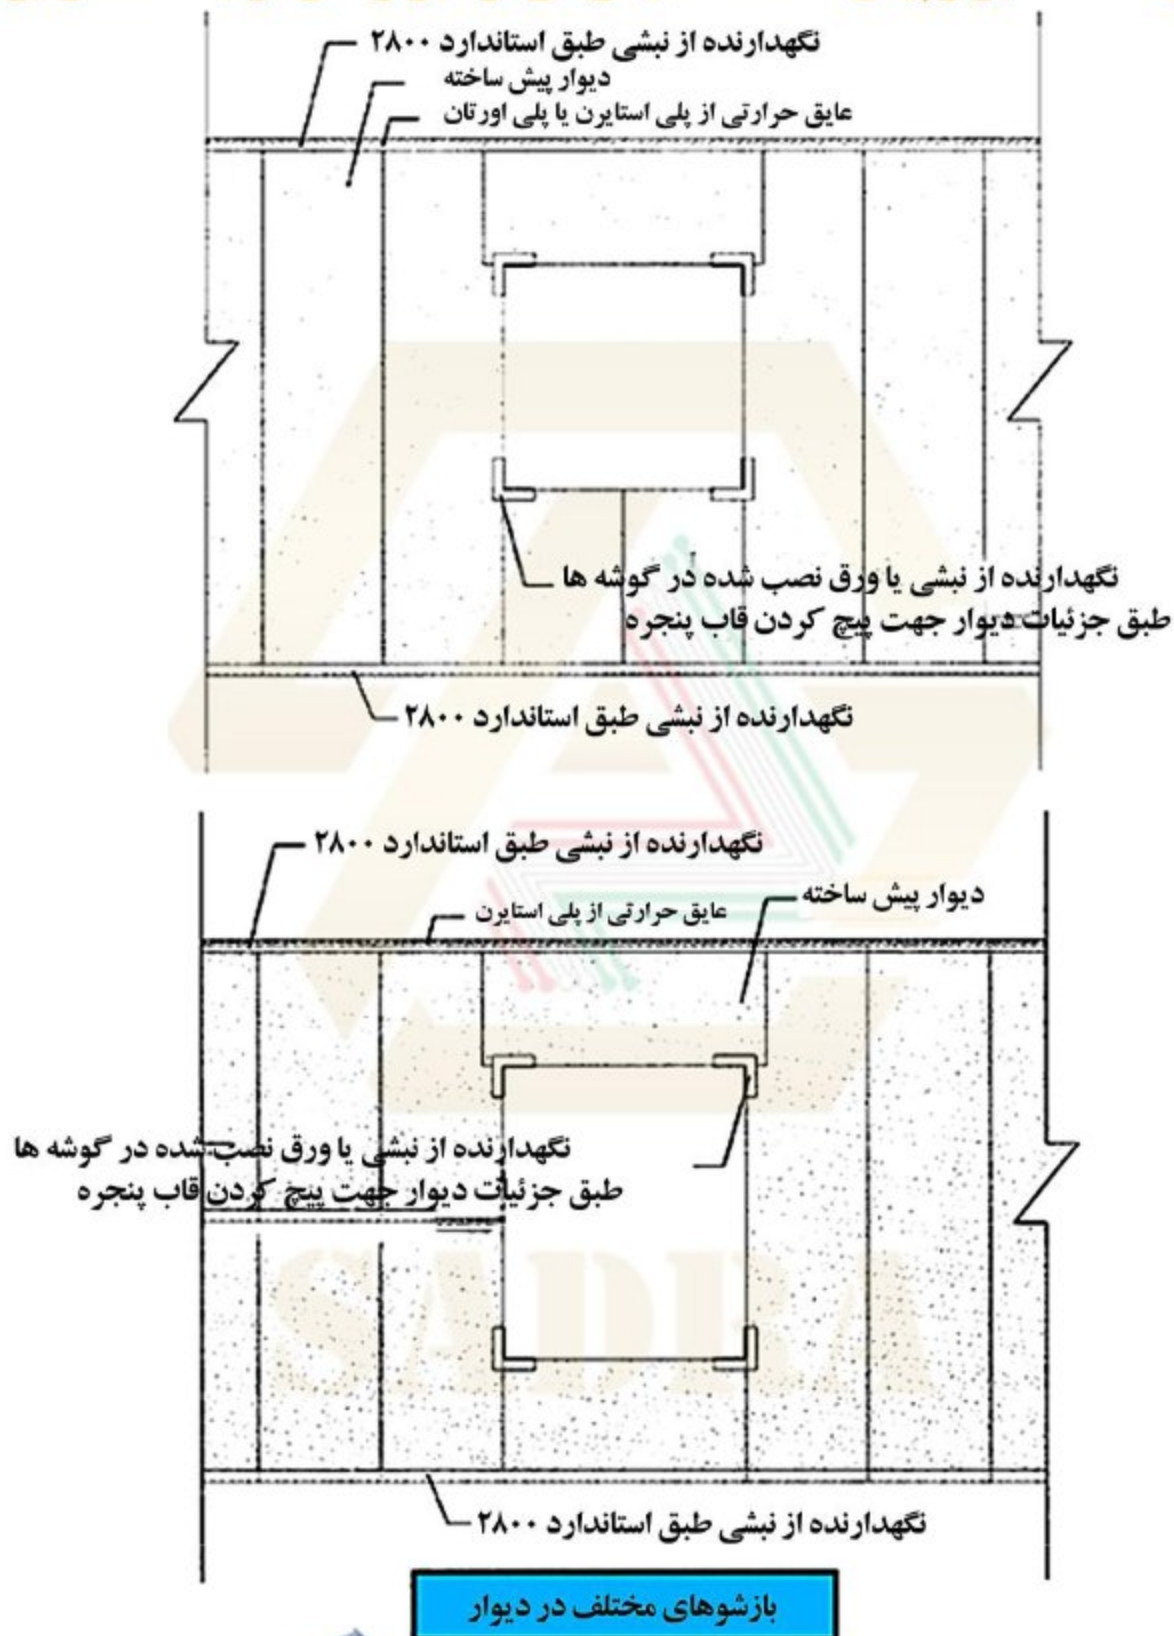 نگهدارنده از نبشی طبق استاندارد ۲۸۰۰
دیوار پیش ساخته
عایق حرارتی از پلی استایرن یا پلی اورتان
نگهدارنده از نبشی یا ورق نصب شده در گوشه ها
طبق جزئیات دیوار جهت پیچ کردن قاب پنجره
نگهدارنده از نبشی طبق استاندارد ۲۸۰۰
نگهدارنده از نبشی طبق استاندارد ۲۸۰۰
دیوار پیش ساخته
عایق حرارتی از پلی استایرن
نگهدارنده از نبشی یا ورق نصب شده در گوشه ها
طبق جزئیات دیوار جهت پیچ کردن قاب پنجره
SADRA
نگهدارنده از نبشی طبق استاندارد ۲۸۰۰
بازشوهای مختلف در دیوار